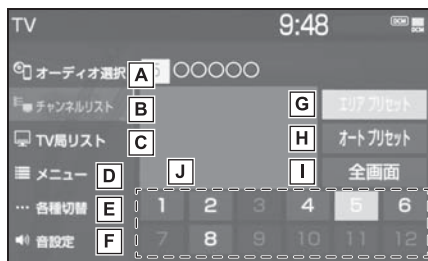 TV 9:48 DCM
オーディオ選択 A 5 ○○○○○
チャンネルリスト B G エリア プリセット
TV局リスト C H オートプリセット
メニュー D J I 全画面
各種切替 E 1 2 3 4 5 6
音設定 F 7 8 9 10 11 12